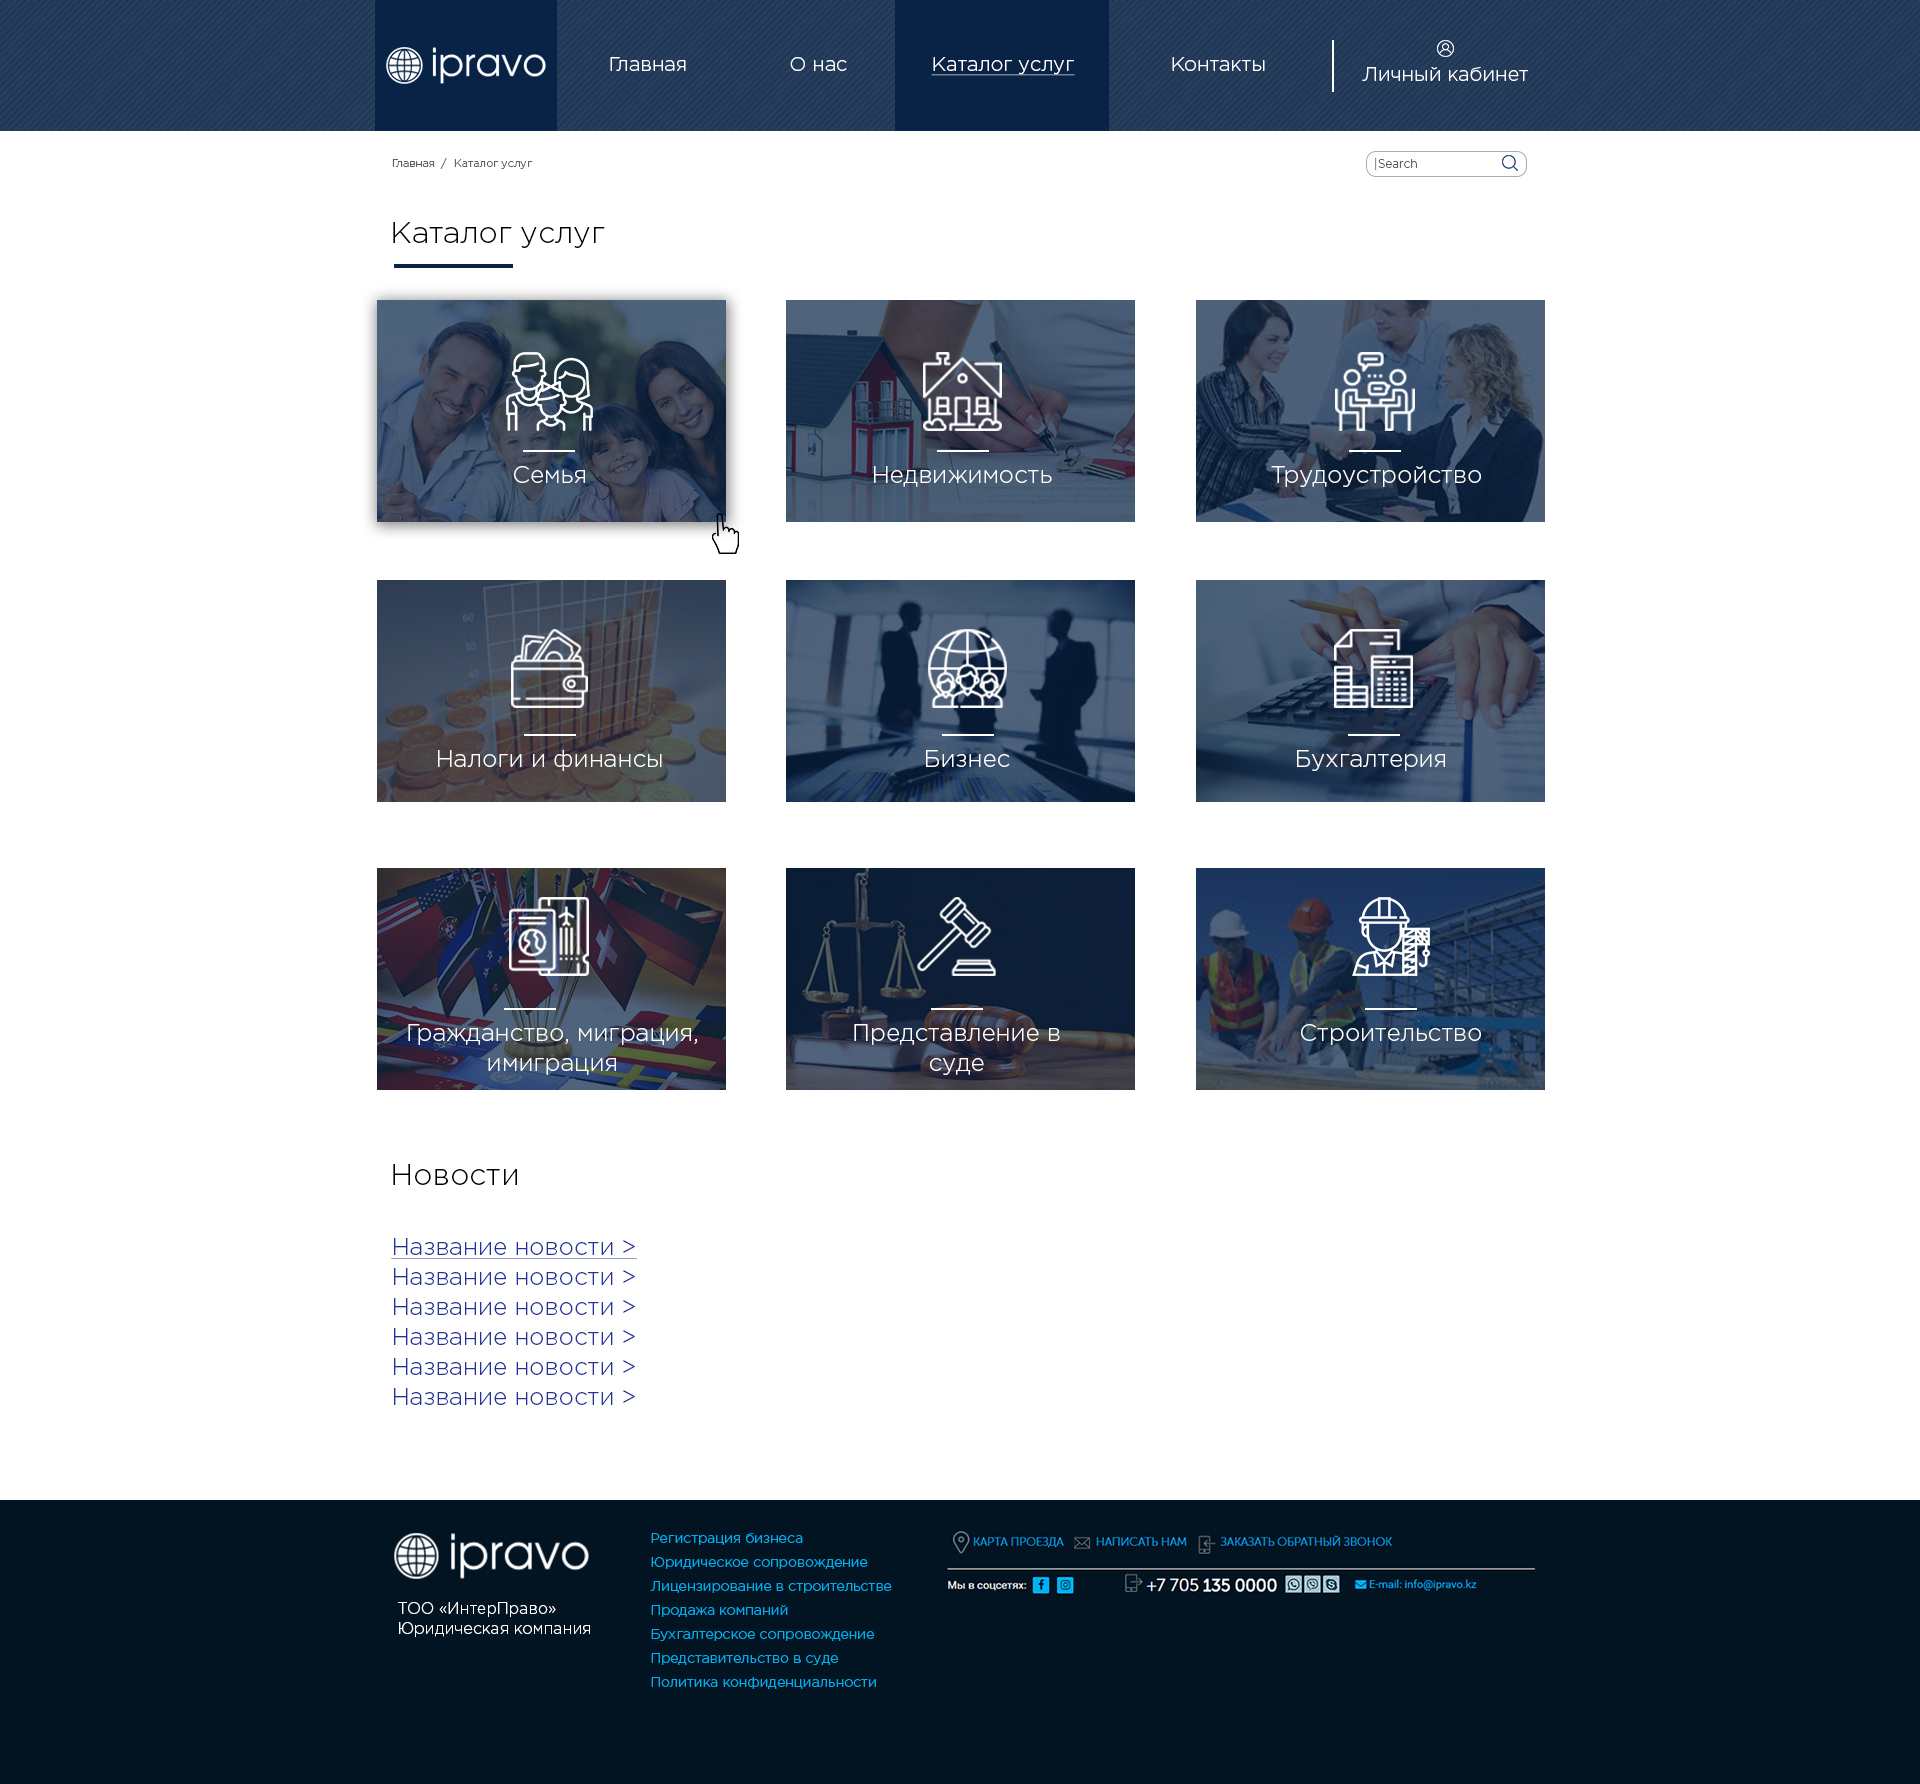 ipravo
Главная
О нас
Каталог услуг
Контакты
Личный кабинет
Главная / Каталог услуг
|Search
Каталог услуг
Семья
Недвижимость
Трудоустройство
Налоги и финансы
Бизнес
Бухгалтерия
Гражданство, миграция,
имиграция
Представление в
суде
Строительство
Новости
Название новости >
Название новости >
Название новости >
Название новости >
Название новости >
Название новости >
ipravo
ТОО «ИнтерПраво»
Юридическая компания
Регистрация бизнеса
Юридическое сопровождение
Лицензирование в строительстве
Продажа компаний
Бухгалтерское сопровождение
Представительство в суде
Политика конфиденциальности
КАРТА ПРОЕЗДА
НАПИСАТЬ НАМ
ЗАКАЗАТЬ ОБРАТНЫЙ ЗВОНОК
Мы в соцсетях:
+7 705 135 0000
E-mail: info@ipravo.kz